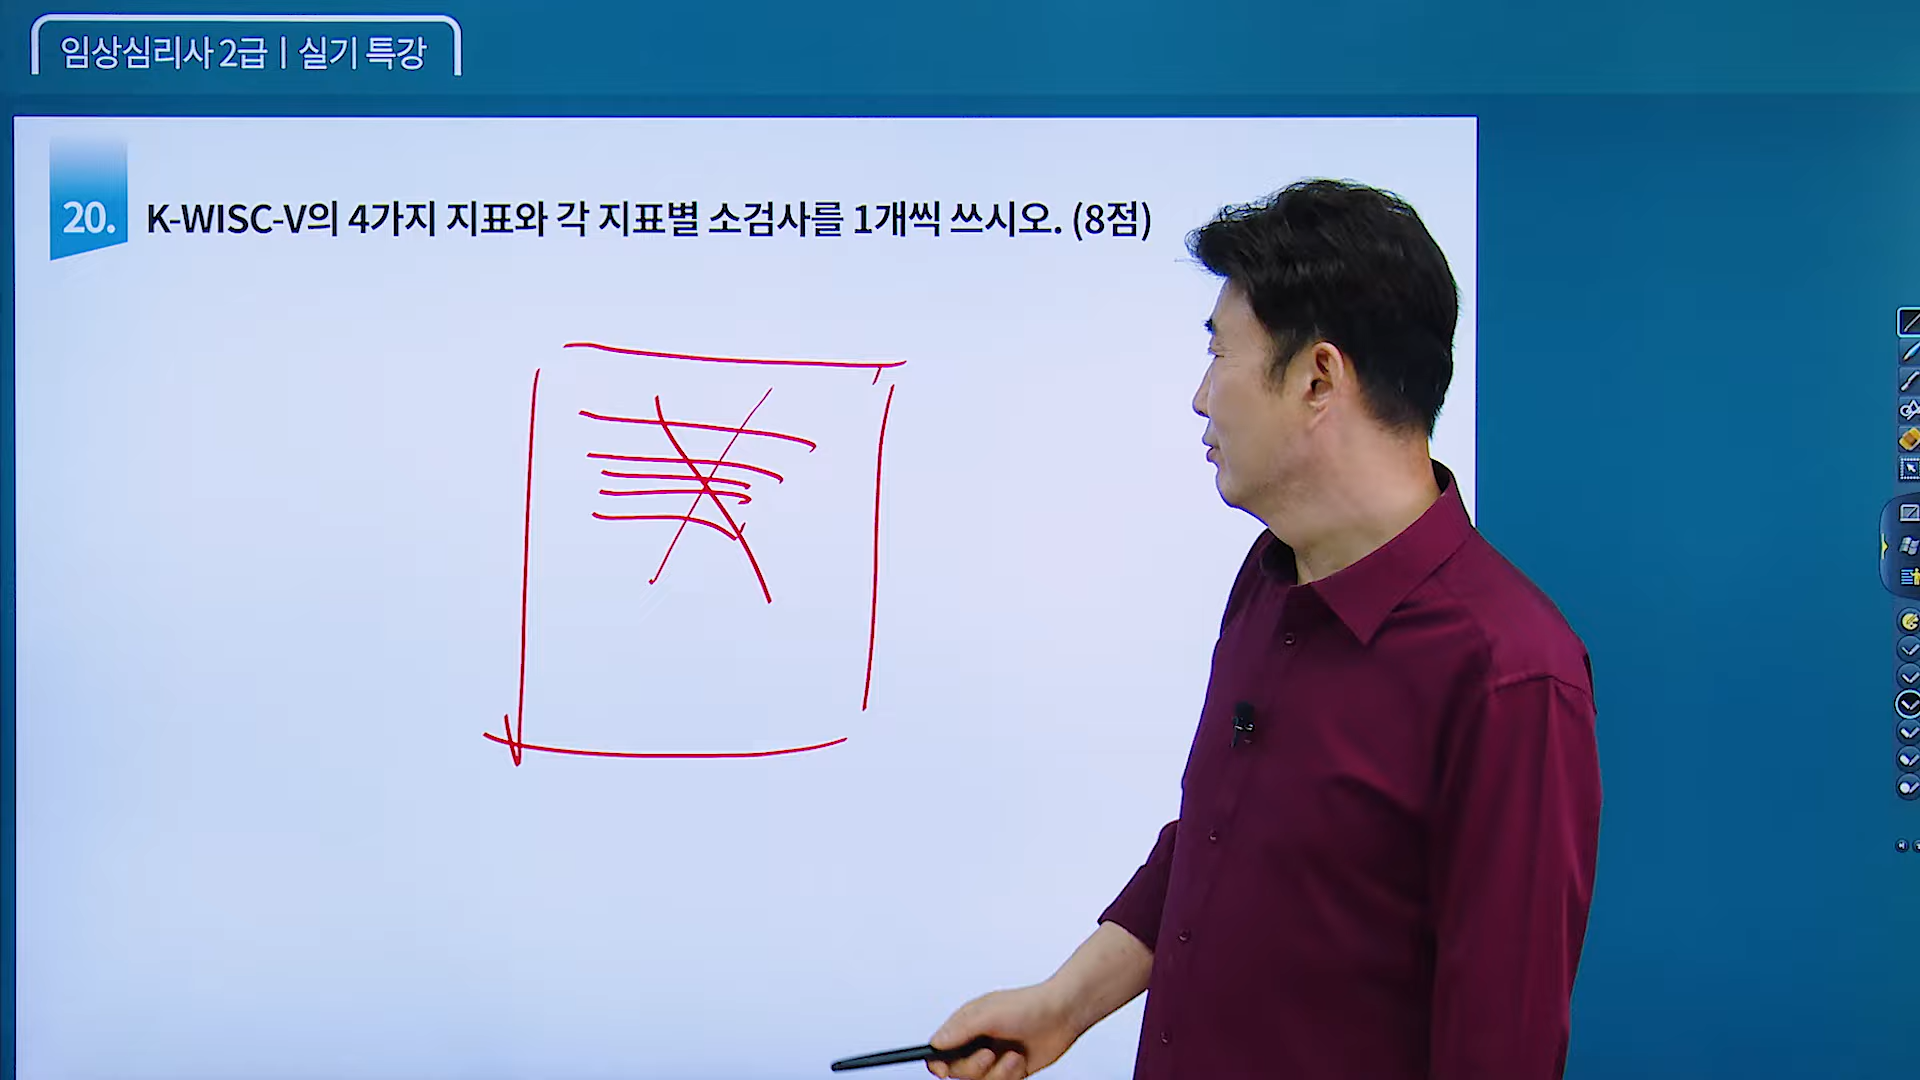 임상심리사 2급 | 실기 특강
20. K-WISC-V의 4가지 지표와 각 지표별 소검사를 1개씩 쓰시오. (8점)